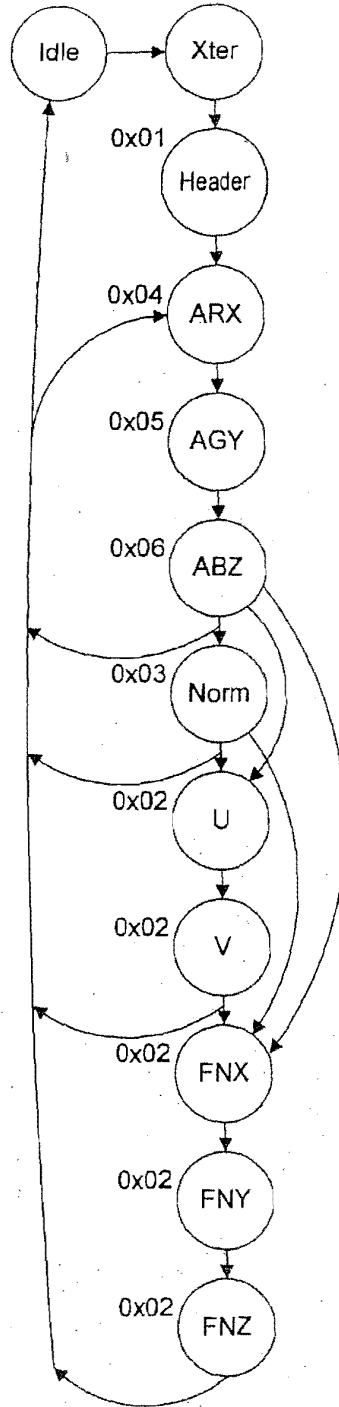 Idle
Xter
0x01
Header
0x04
ARX
0x05
AGY
0x06
ABZ
0x03
Norm
0x02
U
0x02
V
0x02
FNX
0x02
FNY
0x02
FNZ